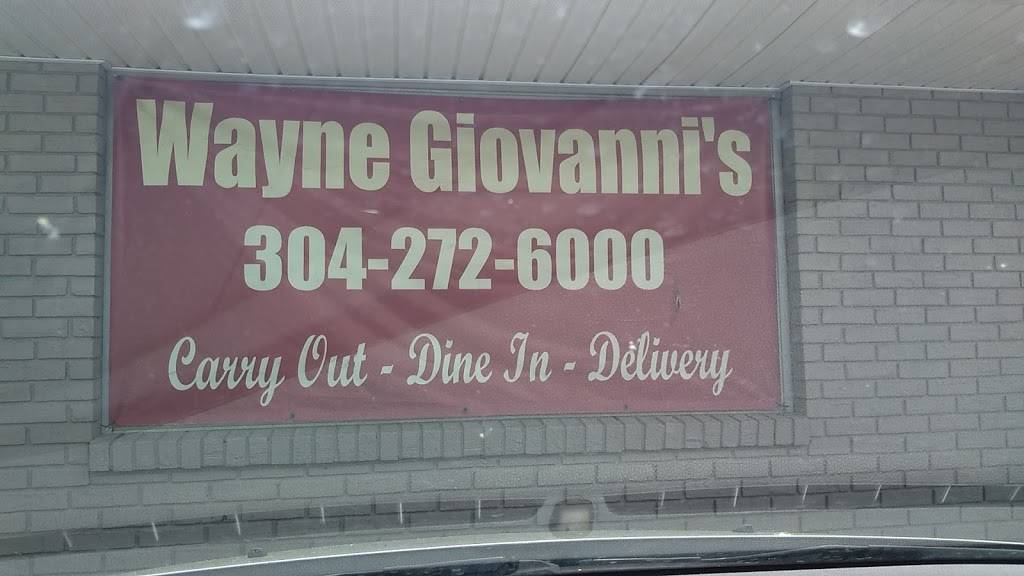 Wayne Giovanni's
304-272-6000
Carry Out - Dine In - Delivery